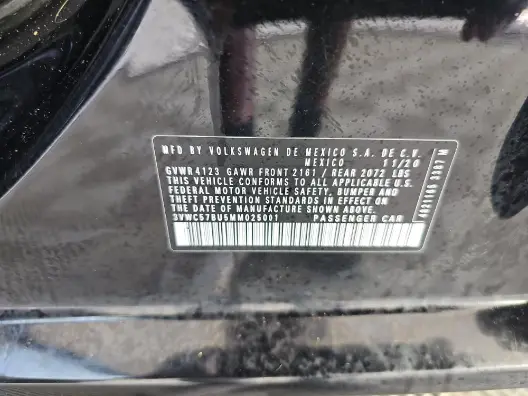 MFD BY VOLKSWAGEN DE MEXICO S.A. DE C.V.
MEXICO 11/20
GVWR 4123 GAWR FRONT 2161 / REAR 2072 LBS
THIS VEHICLE CONFORMS TO ALL APPLICABLE U.S.
FEDERAL MOTOR VEHICLE SAFETY, BUMPER AND
THEFT PREVENTION STANDARDS IN EFFECT ON
THE DATE OF MANUFACTURE SHOWN ABOVE.
3VWC57BU5MM025001 PASSENGER CAR